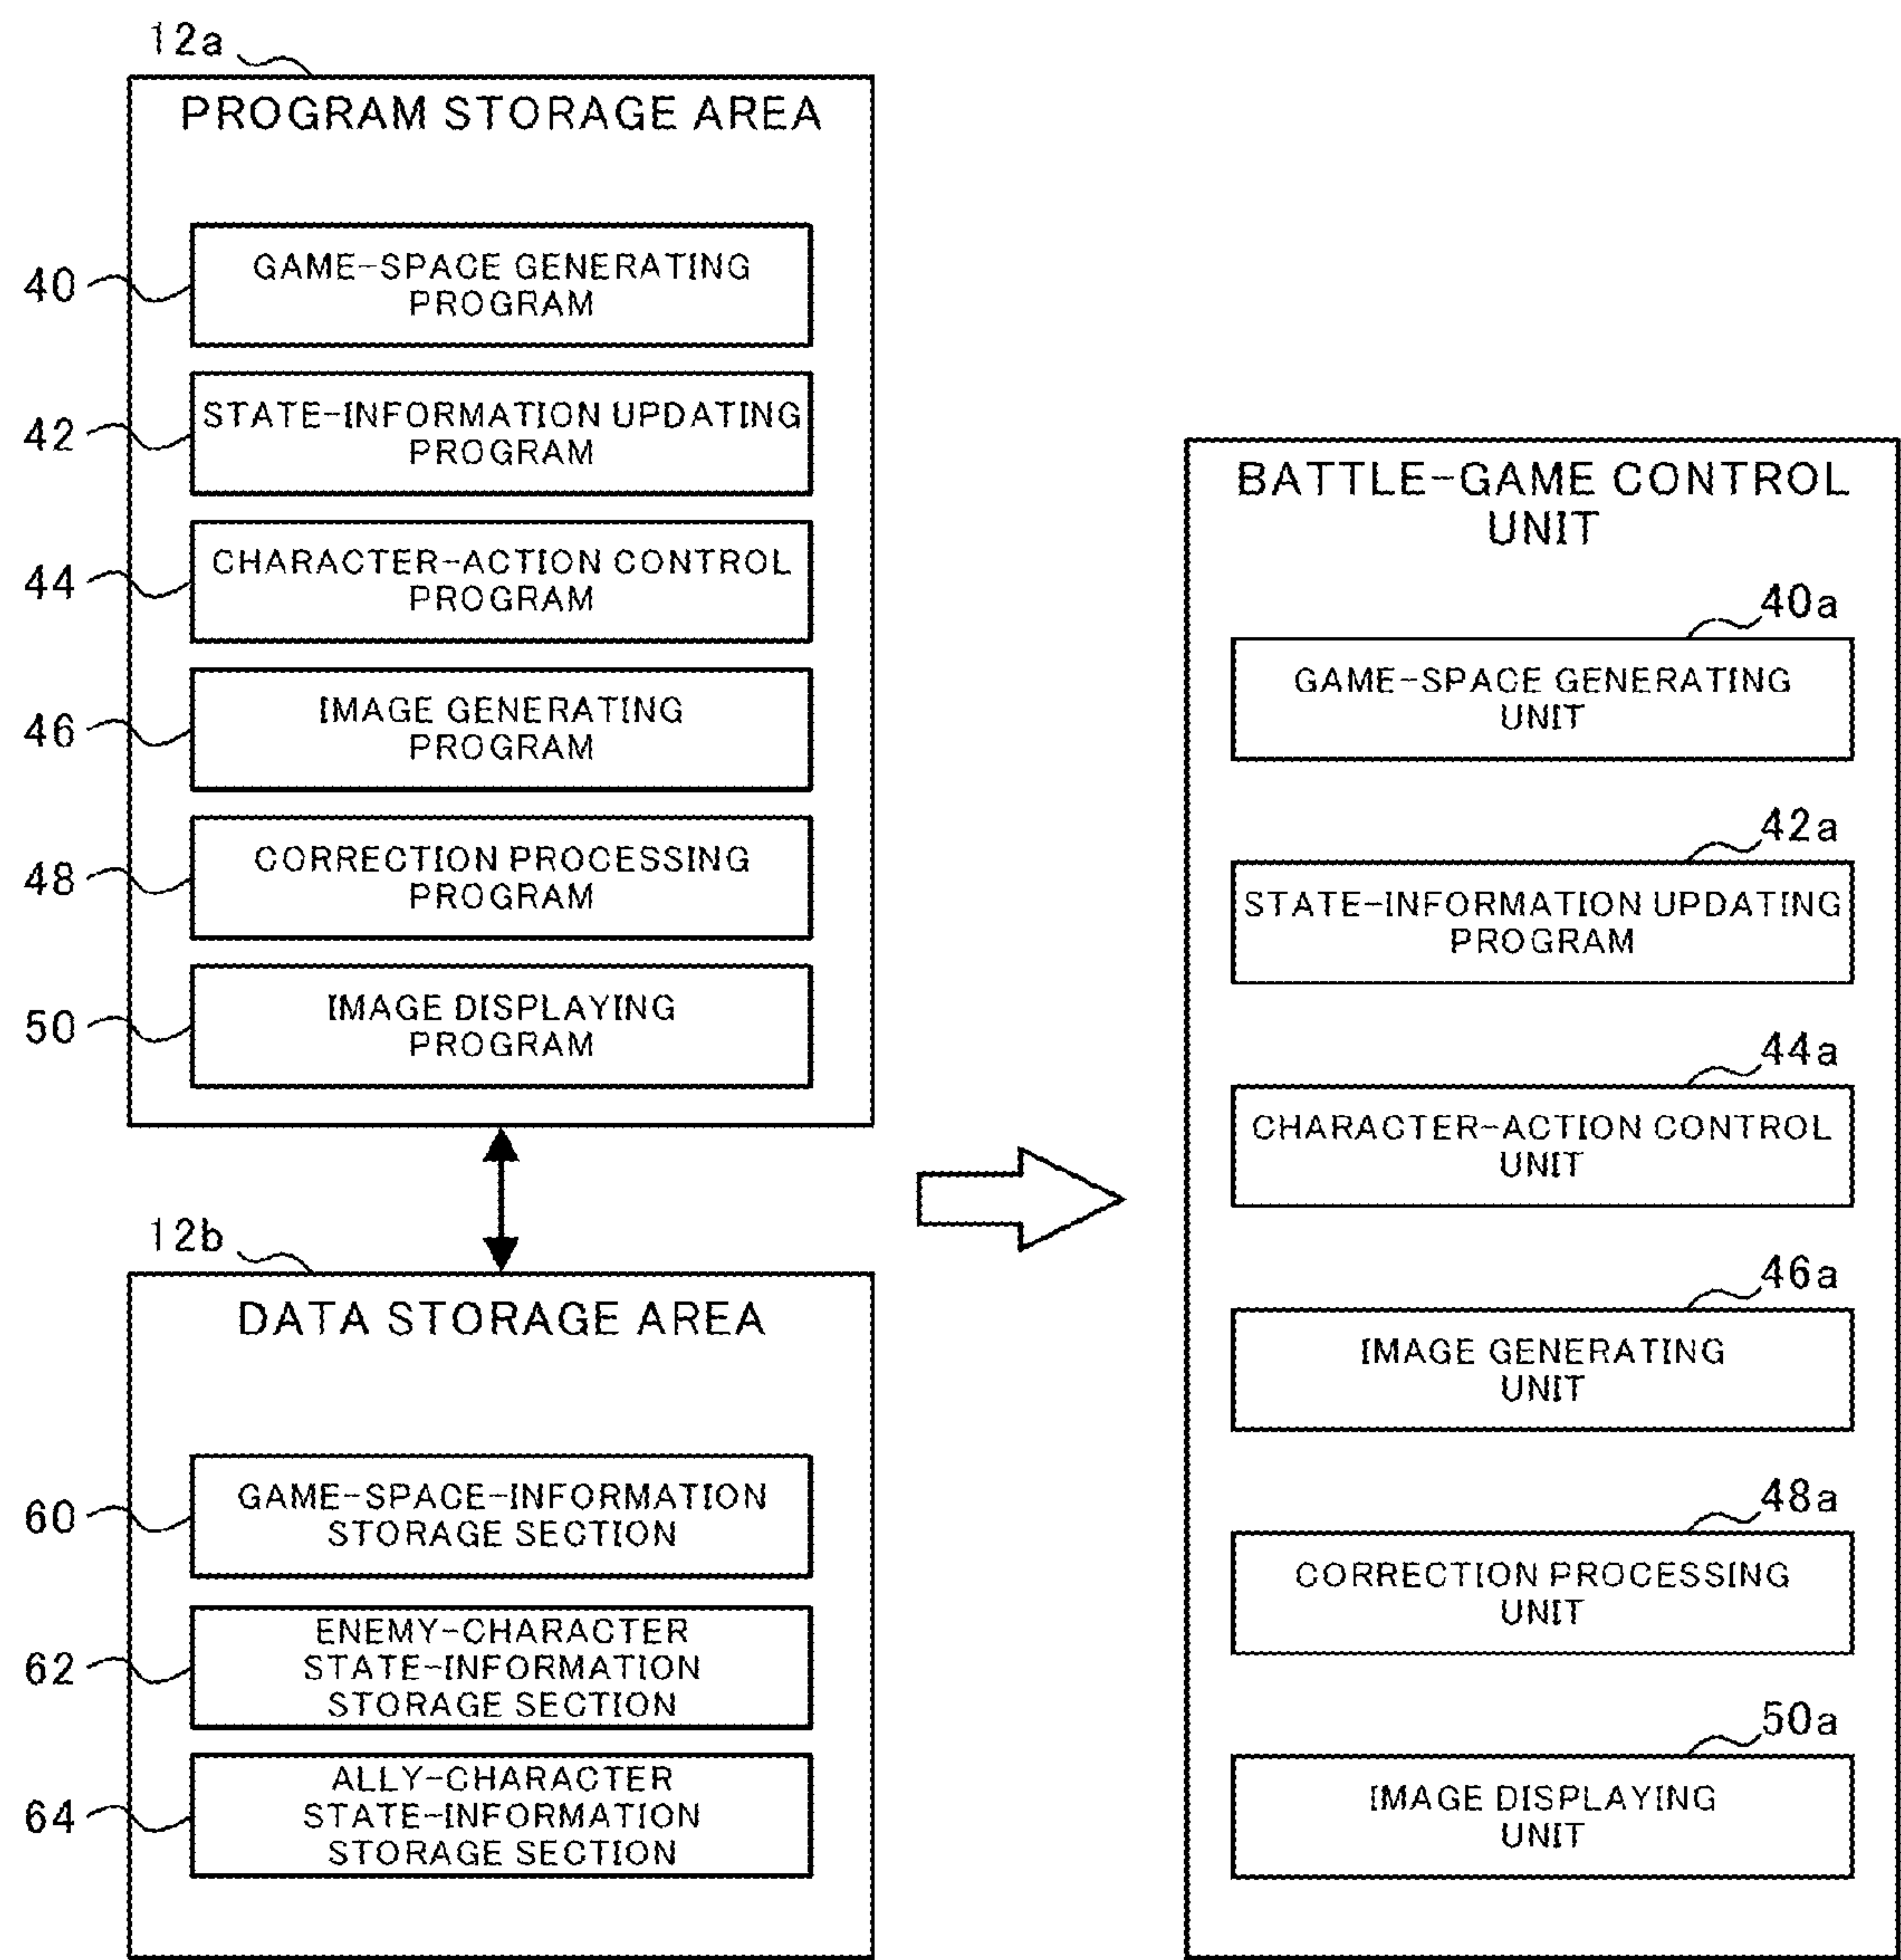 12a
PROGRAM STORAGE AREA
40
GAME-SPACE GENERATING
PROGRAM
42
STATE-INFORMATION UPDATING
PROGRAM
44
CHARACTER-ACTION CONTROL
PROGRAM
46
IMAGE GENERATING
PROGRAM
48
CORRECTION PROCESSING
PROGRAM
50
IMAGE DISPLAYING
PROGRAM
12b
DATA STORAGE AREA
60
GAME-SPACE-INFORMATION
STORAGE SECTION
62
ENEMY-CHARACTER
STATE-INFORMATION
STORAGE SECTION
64
ALLY-CHARACTER
STATE-INFORMATION
STORAGE SECTION
BATTLE-GAME CONTROL
UNIT
40a
GAME-SPACE GENERATING
UNIT
42a
STATE-INFORMATION UPDATING
PROGRAM
44a
CHARACTER-ACTION CONTROL
UNIT
46a
IMAGE GENERATING
UNIT
48a
CORRECTION PROCESSING
UNIT
50a
IMAGE DISPLAYING
UNIT